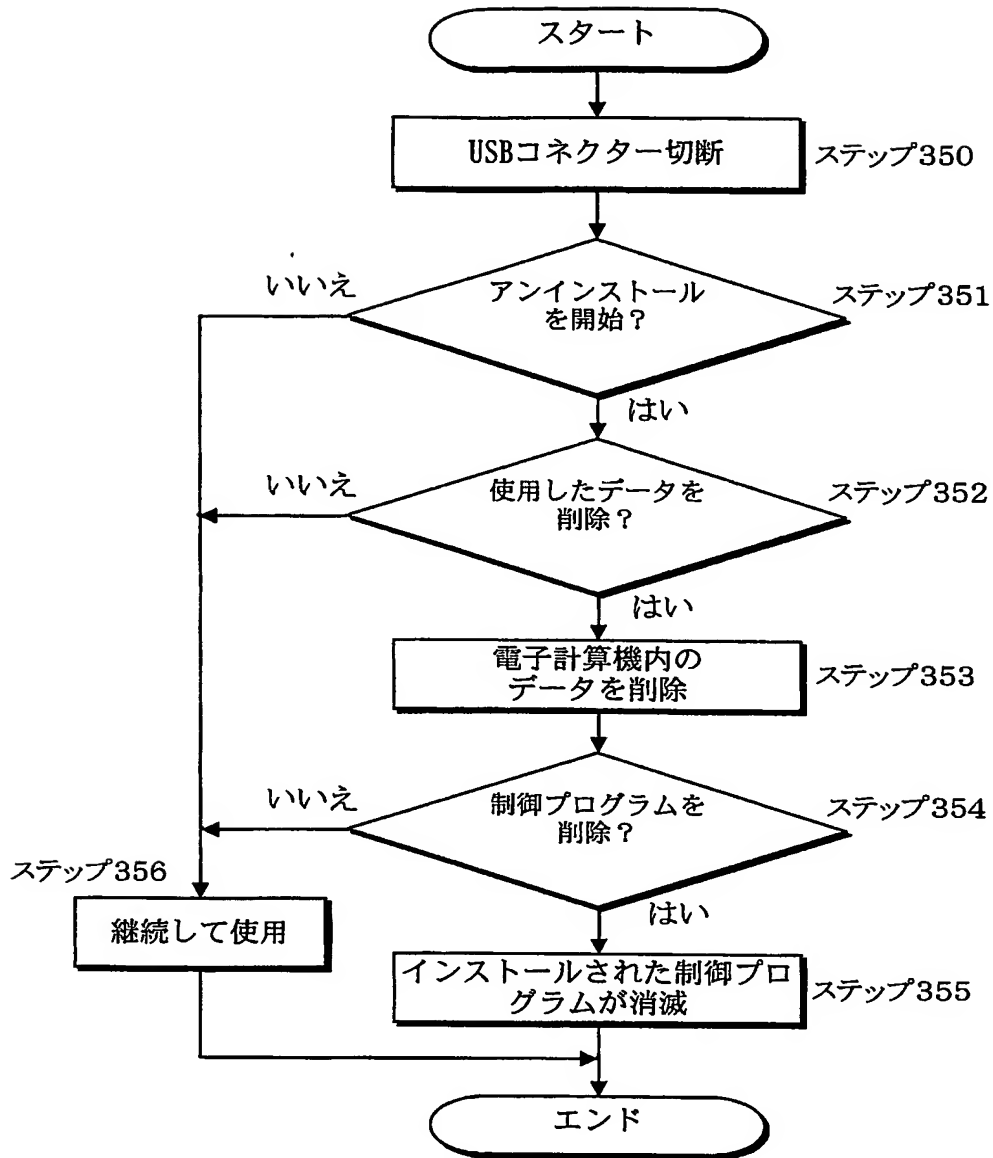 スタート
USBコネクター切断
ステップ350
いいえ
アンインストール
を開始?
ステップ351
はい
いいえ
使用したデータを
削除?
ステップ352
はい
電子計算機内の
データを削除
ステップ353
いいえ
制御プログラムを
削除?
ステップ354
ステップ356
はい
継続して使用
インストールされた制御プロ
グラムが消滅
ステップ355
エンド